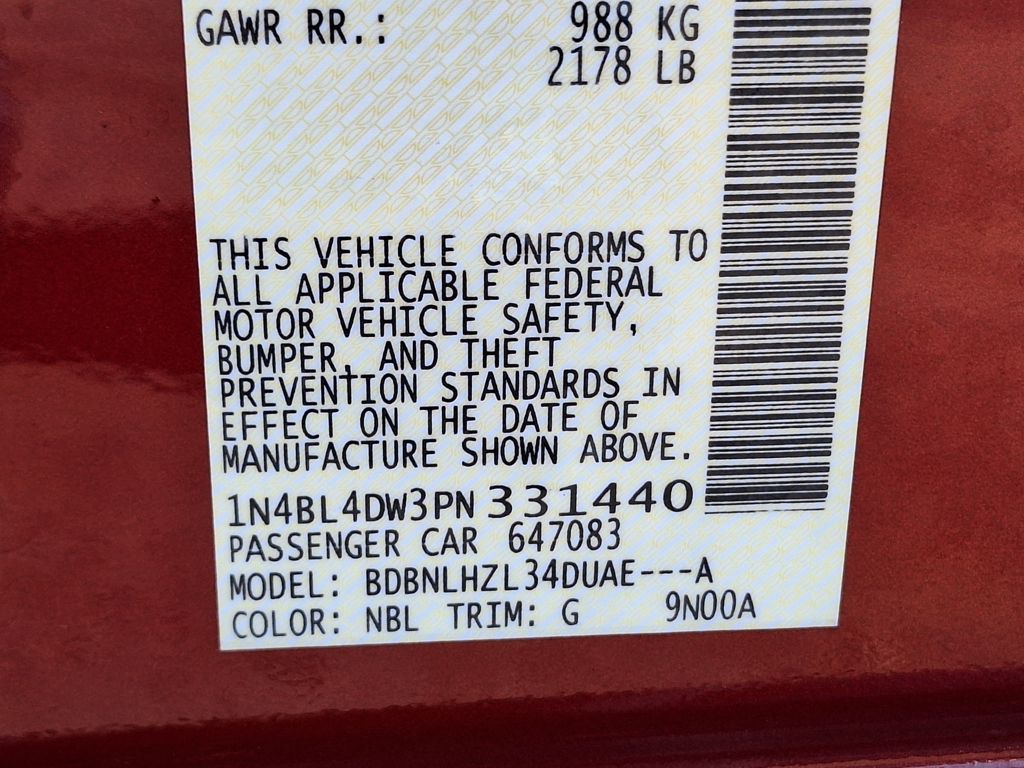 GAWR RR.: 988 KG
2178 LB
THIS VEHICLE CONFORMS TO
ALL APPLICABLE FEDERAL
MOTOR VEHICLE SAFETY,
BUMPER, AND THEFT
PREVENTION STANDARDS IN
EFFECT ON THE DATE OF
MANUFACTURE SHOWN ABOVE.
1N4BL4DW3PN331440
PASSENGER CAR 647083
MODEL: BDBNLHZL34DUAE---A
COLOR: NBL TRIM: G 9N00A